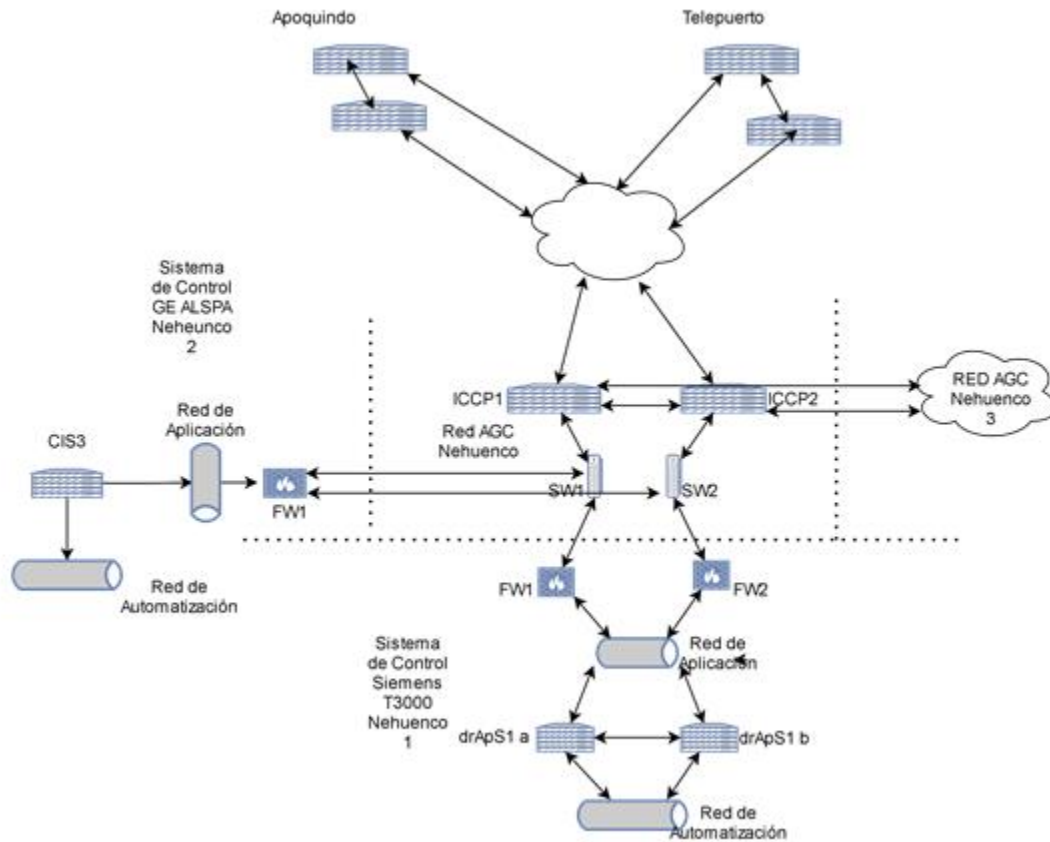 Apoquindo
Telepuerto
Sistema
de Control
GE ALSPA
Neheunco
2
ICCP1
ICCP2
RED AGC
Nehuenco
3
Red de
Aplicación
CIS3
Red AGC
Nehuenco
FW1
SW1
SW2
Red de
Automatización
FW1
FW2
Sistema
de Control
Siemens
T3000
Nehuenco
1
Red de
Aplicación
drApS1 a
drApS1 b
Red de
Automatización